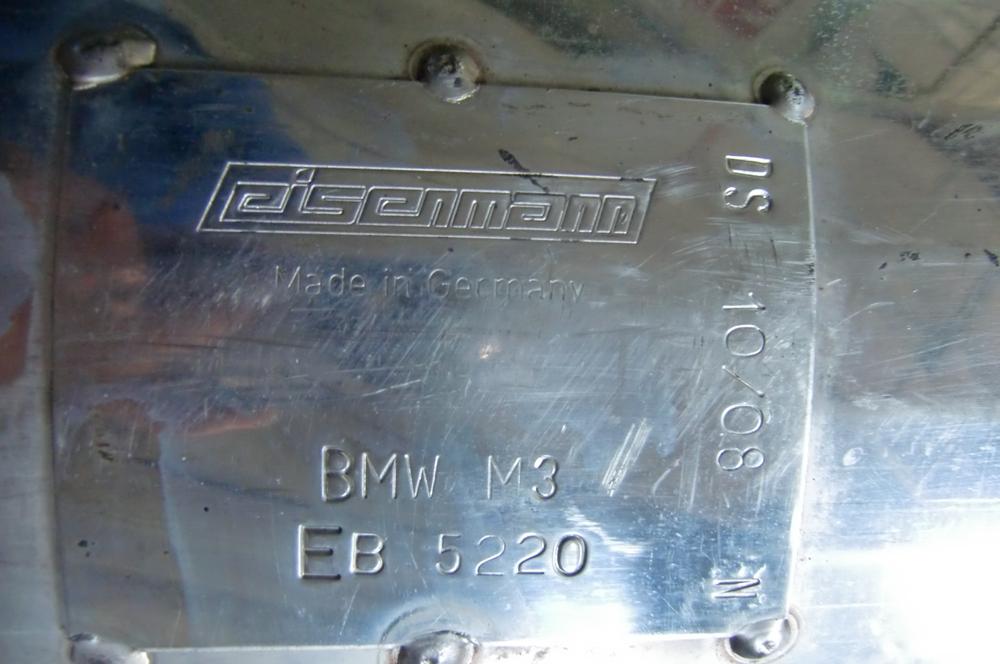 eisenmann
Made in Germany
BMW M3
EB 5220
DS 10/08
N